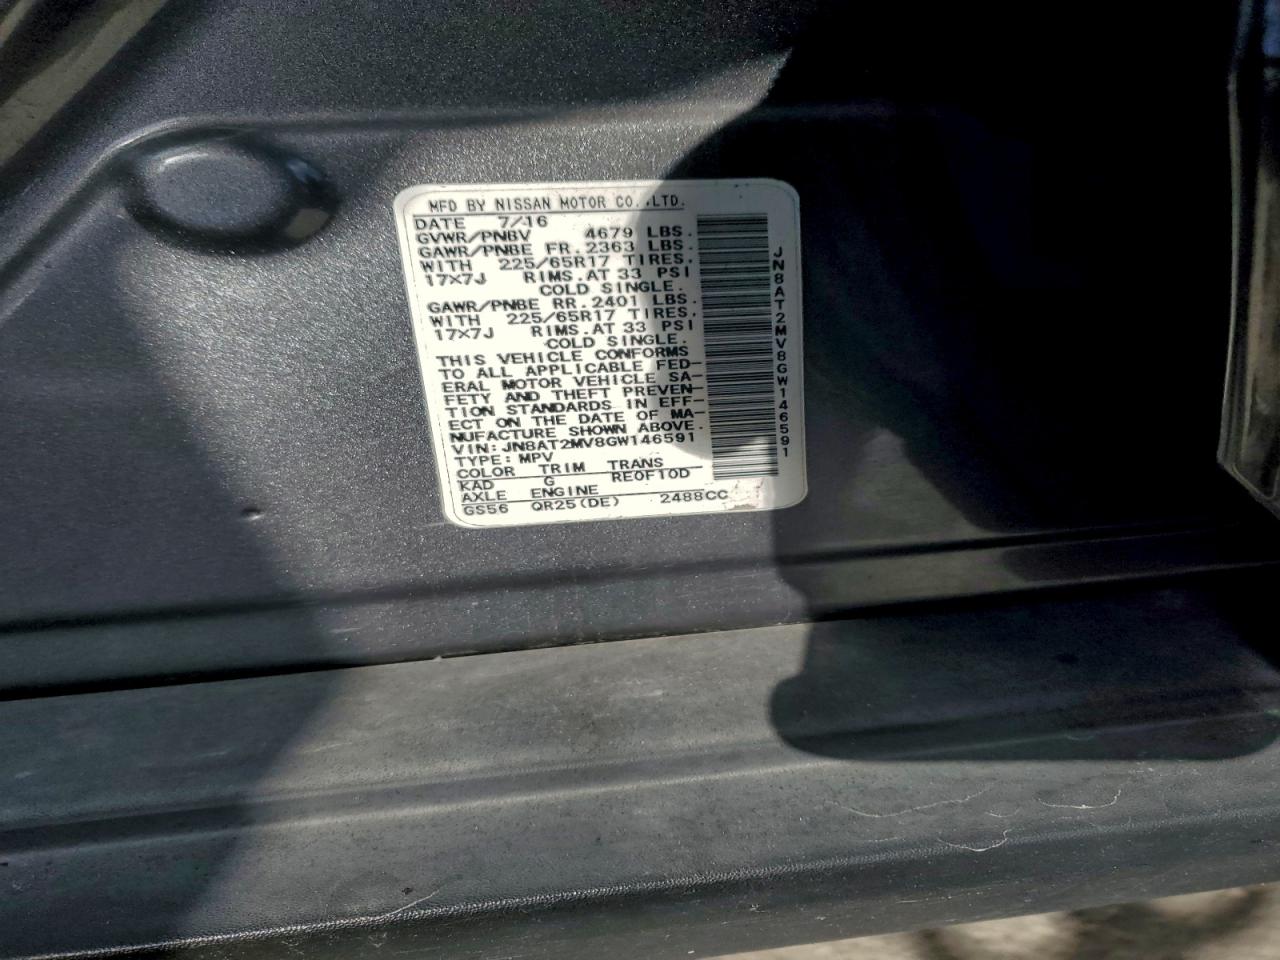 MFD BY NISSAN MOTOR CO.,LTD.
DATE 7/16
GVWR/PNBV 4679 LBS.
GAWR/PNBE FR. 2363 LBS.
WITH 225/65R17 TIRES.
17X7J RIMS.AT 33 PSI
COLD SINGLE.
GAWR/PNBE RR. 2401 LBS.
WITH 225/65R17 TIRES.
17X7J RIMS.AT 33 PSI
COLD SINGLE.
THIS VEHICLE CONFORMS
TO ALL APPLICABLE FED-
ERAL MOTOR VEHICLE SA-
FETY AND THEFT PREVEN-
TION STANDARDS IN EFF-
ECT ON THE DATE OF MA-
NUFACTURE SHOWN ABOVE.
VIN: JN8AT2MV8GW146591
TYPE: MPV
COLOR TRIM TRANS
KAD G RE0F10D
AXLE ENGINE
GS56 QR25(DE) 2488CC
JN8AT2MV8GW146591